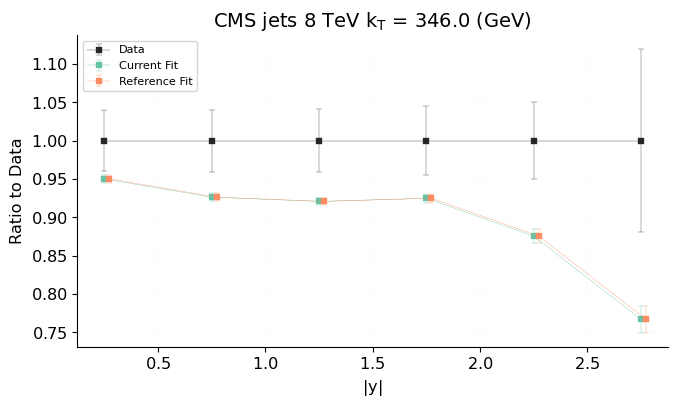 CMS jets 8 TeV k_T = 346.0 (GeV)
Data
Current Fit
Reference Fit
Ratio to Data
1.10
1.05
1.00
0.95
0.90
0.85
0.80
0.75
0.5
1.0
1.5
2.0
2.5
|y|